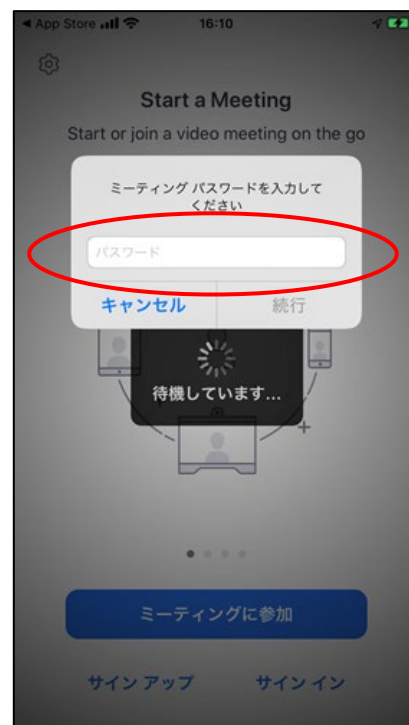 App Store 16:10
Start a Meeting
Start or join a video meeting on the go
ミーティング パスワードを入力して
ください
パスワード
キャンセル 続行
待機しています...
ミーティングに参加
サイン アップ サイン イン